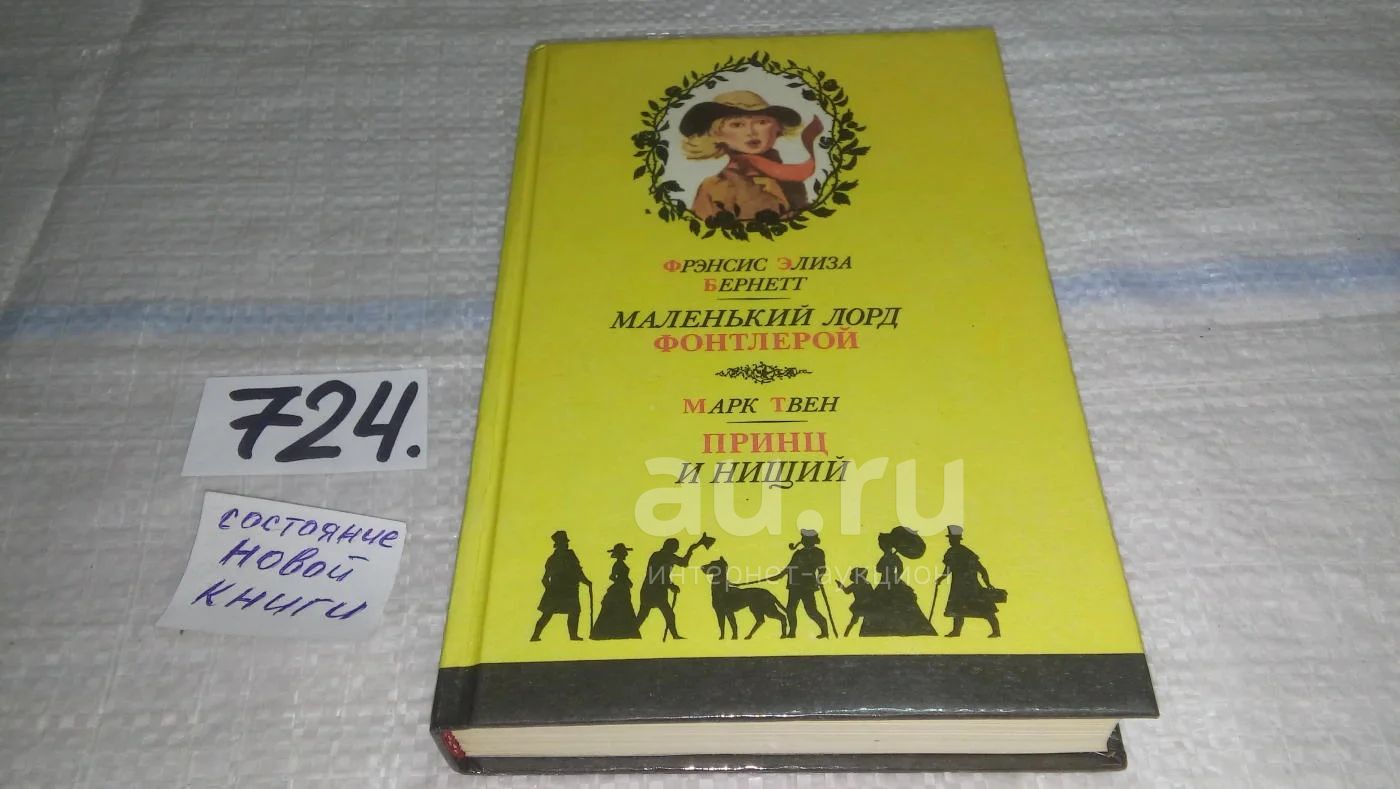 ФРЭНСИС ЭЛИЗА
БЕРНЕТТ
МАЛЕНЬКИЙ ЛОРД
ФОНТЛЕРОЙ
МАРК ТВЕН
ПРИНЦ
И НИЩИЙ
724.
состояние
новой
книги
au.ru
интернет-аукцион